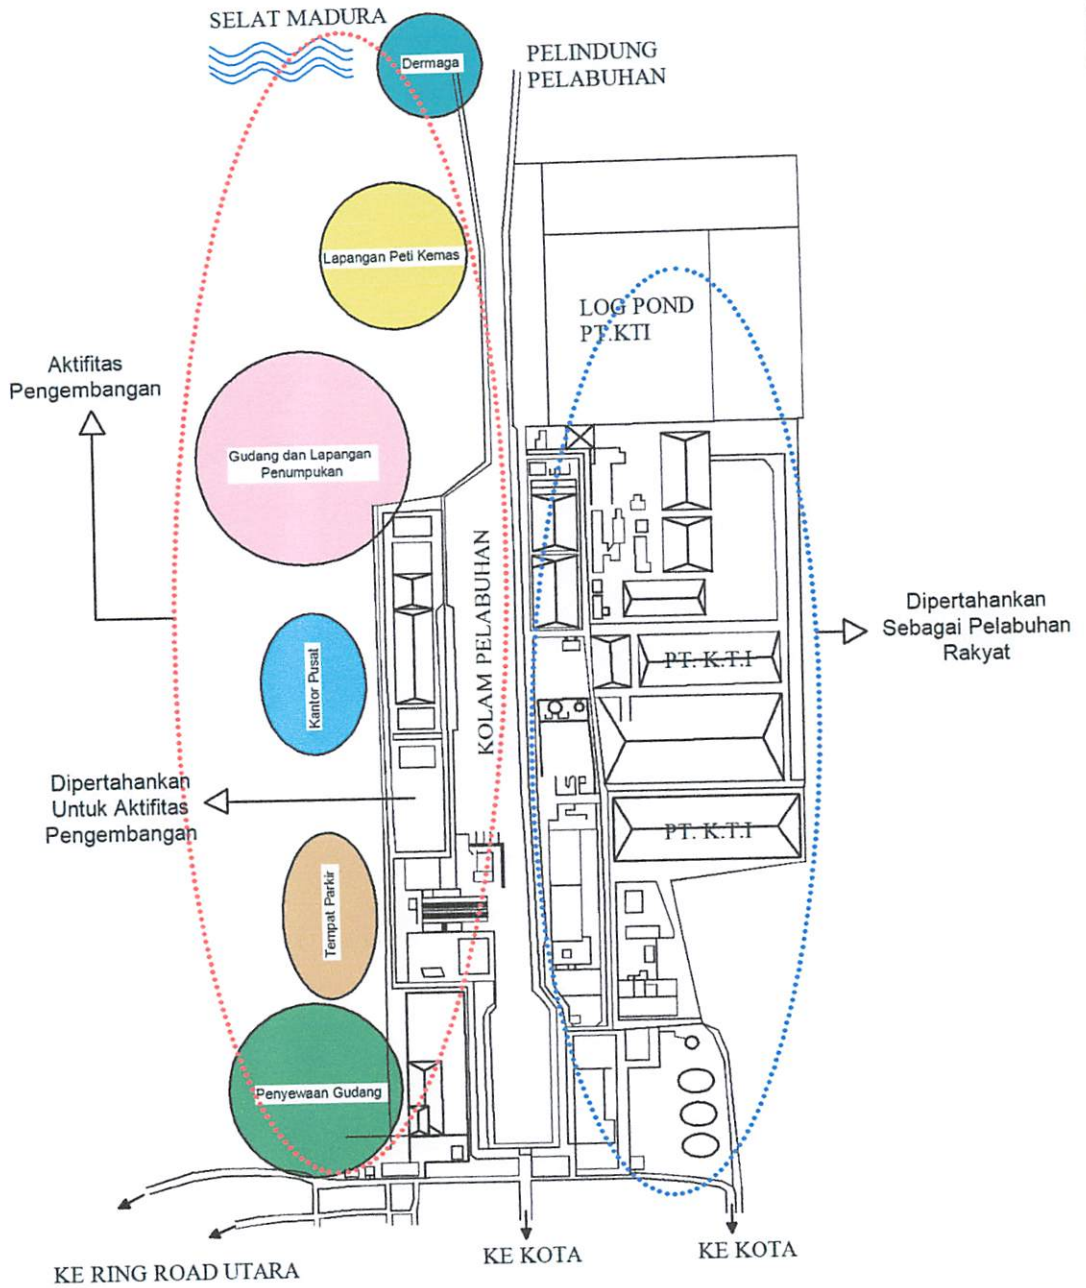 SELAT MADURA
Dermaga
PELINDUNG
PELABUHAN
Lapangan Peti Kemas
LOG POND
PT.KTI
Aktifitas
Pengembangan
Gudang dan Lapangan
Penumpukan
KOLAM PELABUHAN
Dipertahankan
Sebagai Pelabuhan
Rakyat
PT. K.T.I
Kantor Pusat
Dipertahankan
Untuk Aktifitas
Pengembangan
PT. K.T.I
Tempat Parkir
Penyewaan Gudang
KE RING ROAD UTARA
KE KOTA
KE KOTA